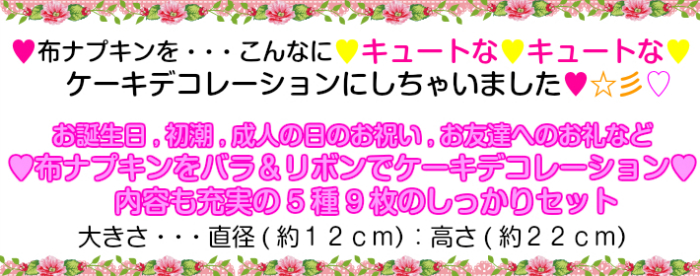 ♥布ナプキンを・・・こんなに♥キュートな♥キュートな♥
ケーキデコレーションにしちゃいました♥☆彡♡
お誕生日,初潮,成人の日のお祝い,お友達へのお礼など
♥布ナプキンをバラ＆リボンでケーキデコレーション♥
内容も充実の５種９枚のしっかりセット
大きさ・・・直径(約１２ｃｍ)：高さ(約２２ｃｍ)